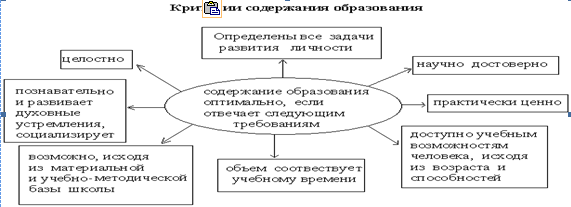 Крит ии содержания образования
Определены все задачи
развития личности
целостно
научно достоверно
познавательно
и развивает
духовные
устремления,
социализирует
содержание образования
оптимально, если
отвечает следующим
требованиям
практически ценно
возможно, исходя
из материальной
и учебно-методической
базы школы
объем соотвествует
учебному времени
доступно учебным
возможностям
человека, исходя
из возраста и
способностей